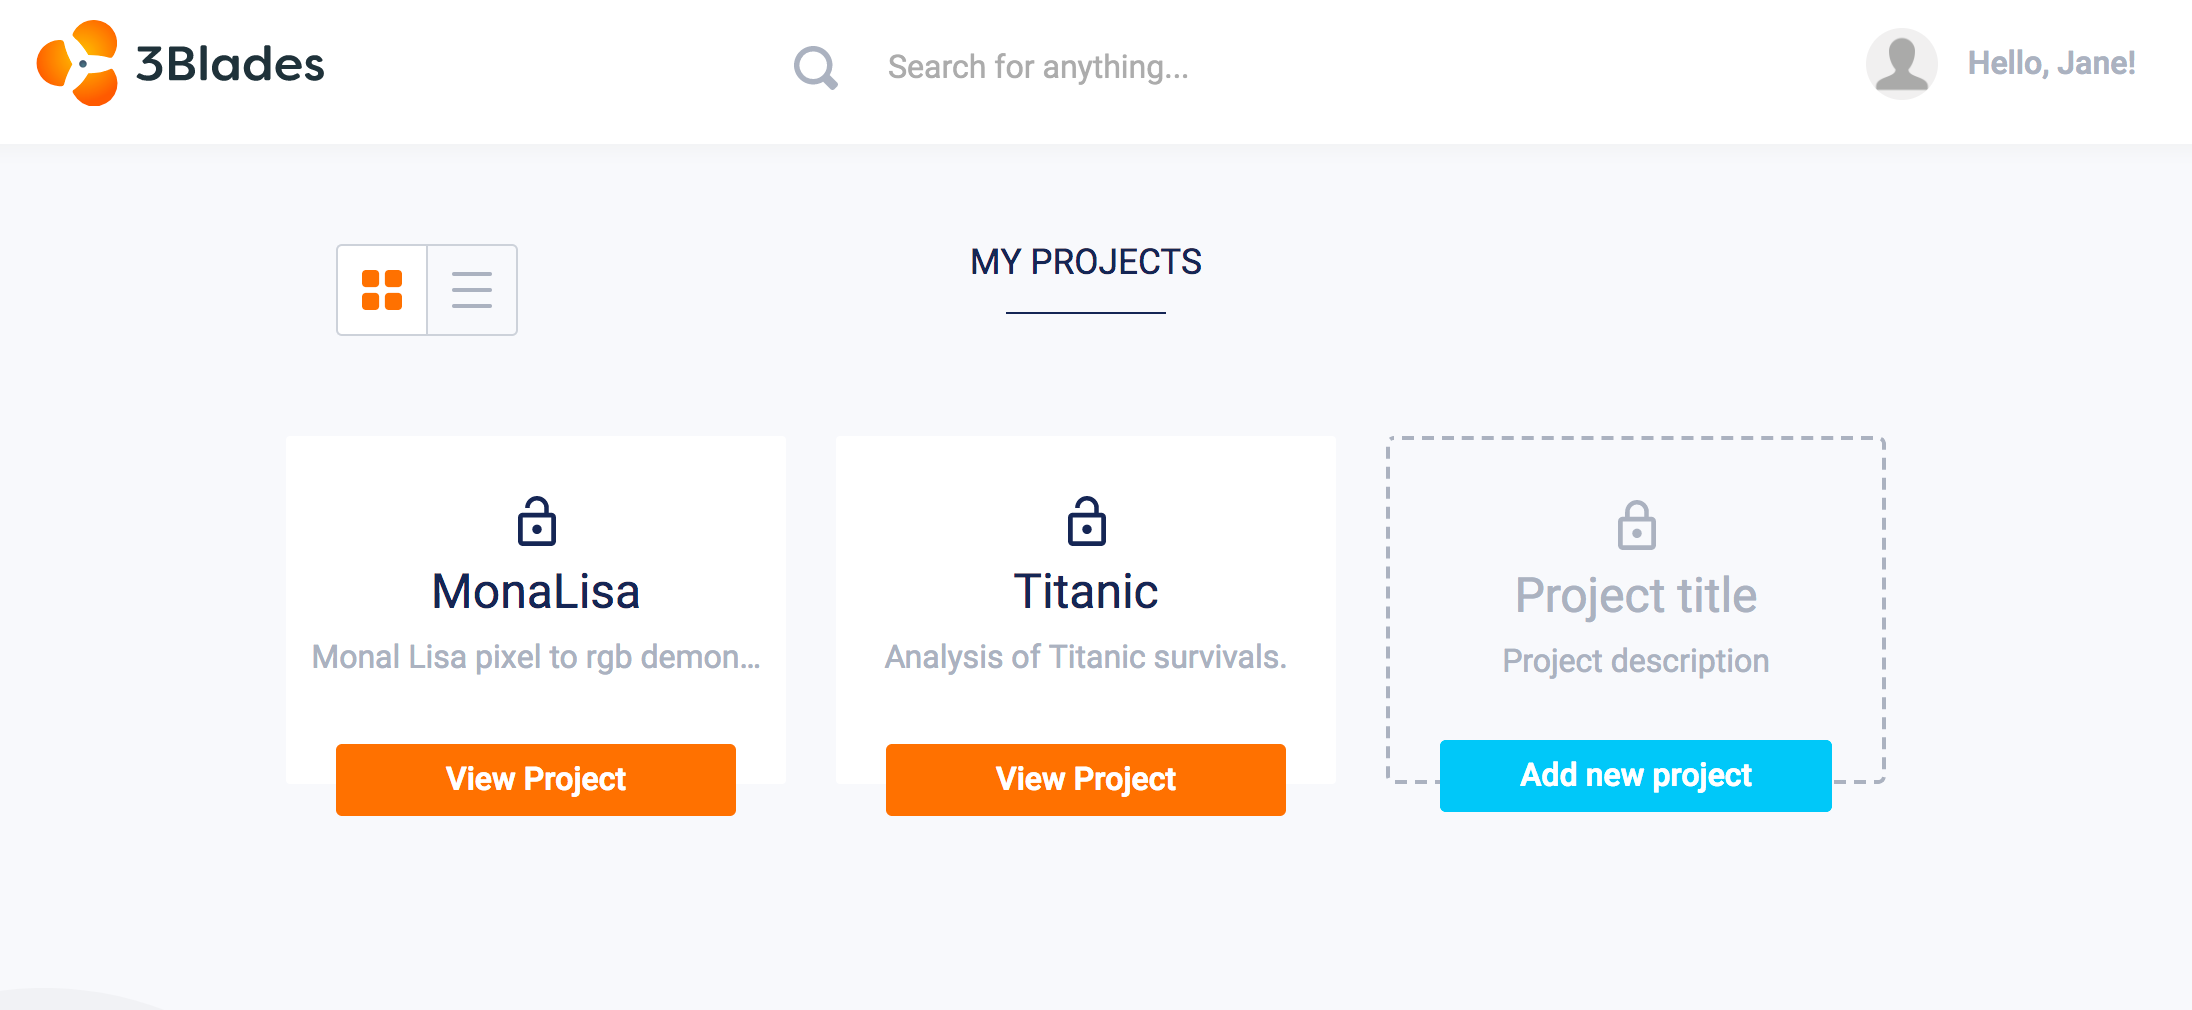 3Blades
Search for anything...
Hello, Jane!
MY PROJECTS
MonaLisa
Monal Lisa pixel to rgb demon...
View Project
Titanic
Analysis of Titanic survivals.
View Project
Project title
Project description
Add new project